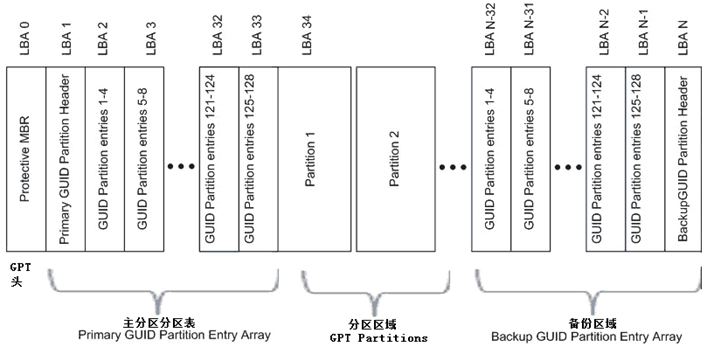 LBA 0
LBA 1
LBA 2
LBA 3
LBA 32
LBA 33
LBA 34
LBA N-32
LBA N-31
LBA N-2
LBA N-1
LBA N
Protective MBR
Primary GUID Partition Header
GUID Partition entries 1-4
GUID Partition entries 5-8
GUID Partition entries 121-124
GUID Partition entries 125-128
Partition 1
Partition 2
GUID Partition entries 1-4
GUID Partition entries 5-8
GUID Partition entries 121-124
GUID Partition entries 125-128
BackupGUID Partition Header
GPT
头
主分区分区表
Primary GUID Partition Entry Array
分区区域
GPT Partitions
备份区域
Backup GUID Partition Entry Array